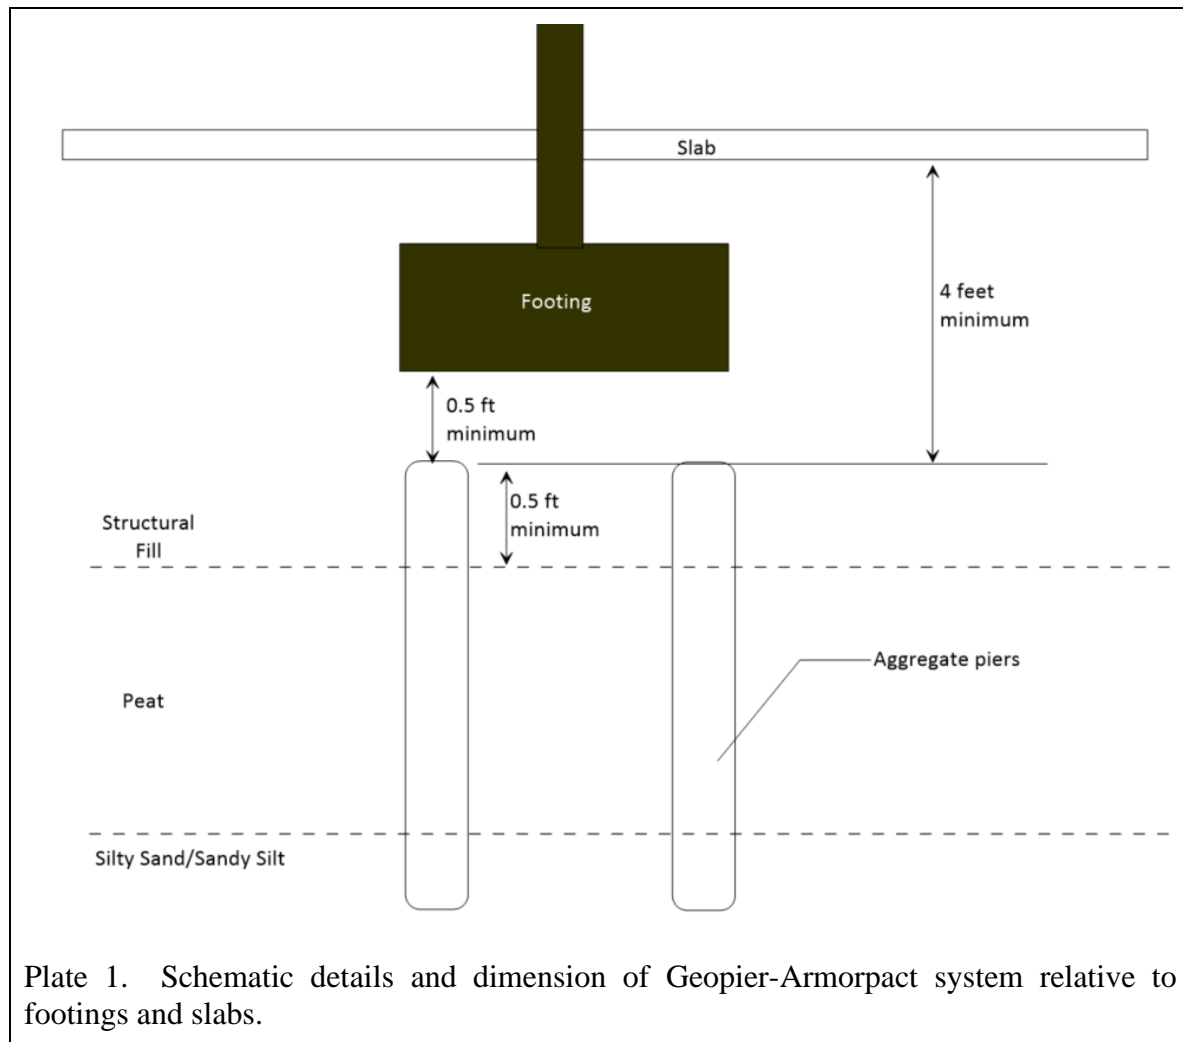 Slab
Footing
4 feet
minimum
0.5 ft
minimum
0.5 ft
minimum
Structural
Fill
Aggregate piers
Peat
Silty Sand/Sandy Silt
Plate 1. Schematic details and dimension of Geopier-Armorpact system relative to
footings and slabs.